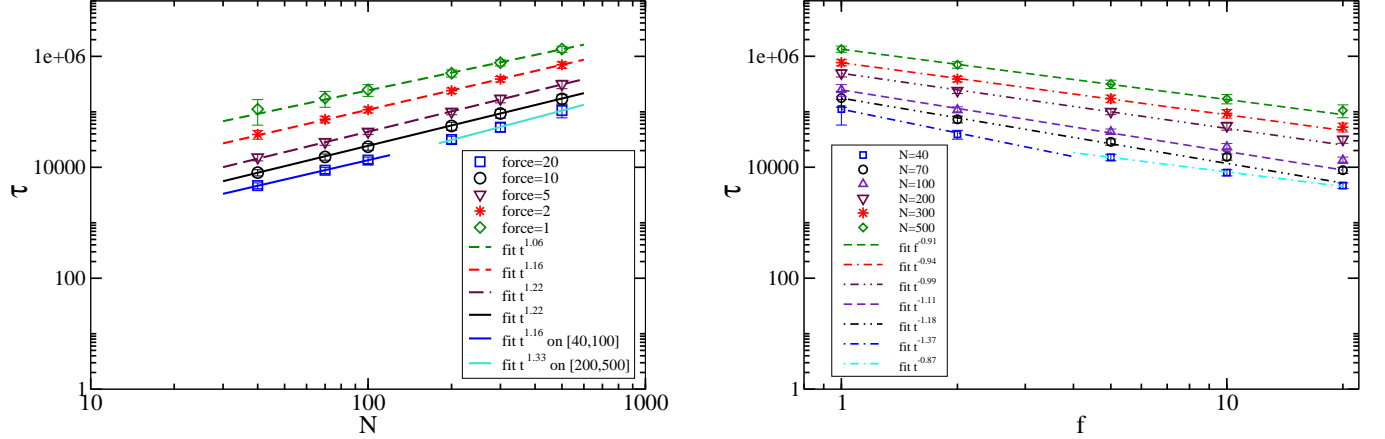 1e+06
10000
100
1
τ
10
100
1000
N
force=20
force=10
force=5
force=2
force=1
fit t^1.06
fit t^1.16
fit t^1.22
fit t^1.22
fit t^1.16 on [40,100]
fit t^1.33 on [200,500]
1e+06
10000
100
1
τ
1
10
f
N=40
N=70
N=100
N=200
N=300
N=500
fit f^-0.91
fit t^-0.94
fit t^-0.99
fit t^-1.11
fit t^-1.18
fit t^-1.37
fit t^-0.87